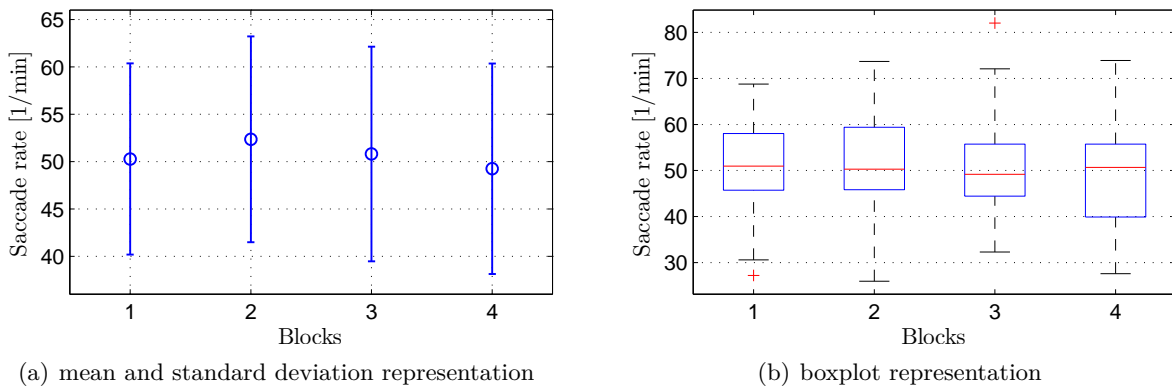 65
60
55
50
45
40
Saccade rate [1/min]
1 2 3 4
Blocks
(a) mean and standard deviation representation
80
70
60
50
40
30
Saccade rate [1/min]
1 2 3 4
Blocks
(b) boxplot representation